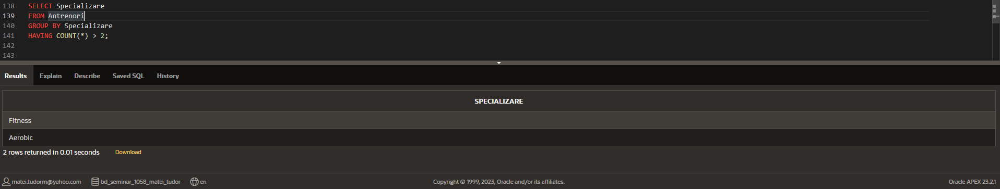 138 SELECT Specializare
139 FROM Antrenori
140 GROUP BY Specializare
141 HAVING COUNT(*) > 2;
142
143
Results Explain Describe Saved SQL History
SPECIALIZARE
Fitness
Aerobic
2 rows returned in 0.01 seconds Download
matei.tudorm@yahoo.com bd_seminar_1058_matei_tudor en Copyright © 1999, 2023, Oracle and/or its affiliates. Oracle APEX 23.2.1